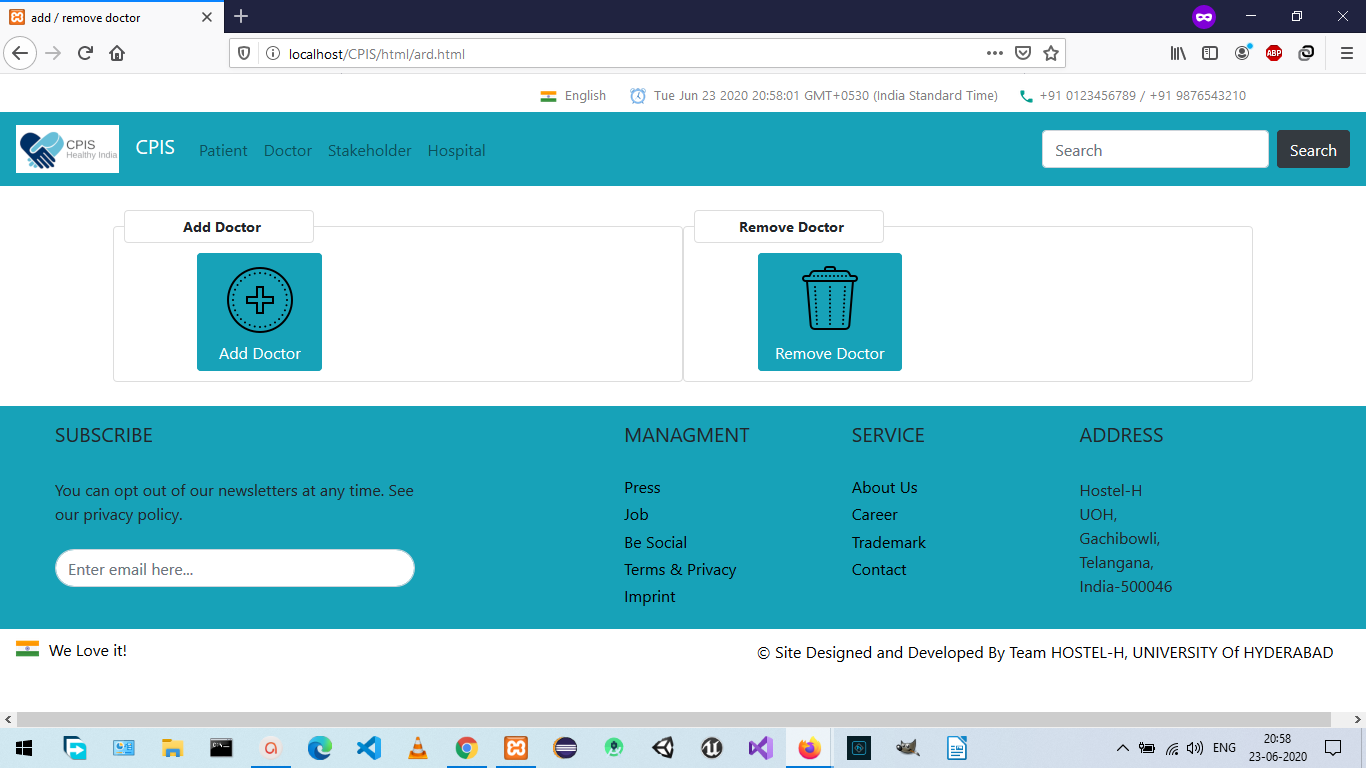 add / remove doctor
localhost/CPIS/html/ard.html
ABP
English
Tue Jun 23 2020 20:58:01 GMT+0530 (India Standard Time)
+91 0123456789 / +91 9876543210
CPIS
Healthy India
CPIS
Patient
Doctor
Stakeholder
Hospital
Search
Search
Add Doctor
Remove Doctor
Add Doctor
Remove Doctor
SUBSCRIBE
You can opt out of our newsletters at any time. See
our privacy policy.
Enter email here...
MANAGMENT
Press
Job
Be Social
Terms & Privacy
Imprint
SERVICE
About Us
Career
Trademark
Contact
ADDRESS
Hostel-H
UOH,
Gachibowli,
Telangana,
India-500046
We Love it!
© Site Designed and Developed By Team HOSTEL-H, UNIVERSITY Of HYDERABAD
ENG
20:58
23-06-2020